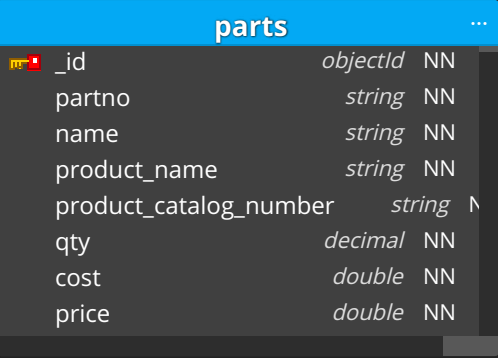 parts ...
_id objectId NN
partno string NN
name string NN
product_name string NN
product_catalog_number string
qty decimal NN
cost double NN
price double NN